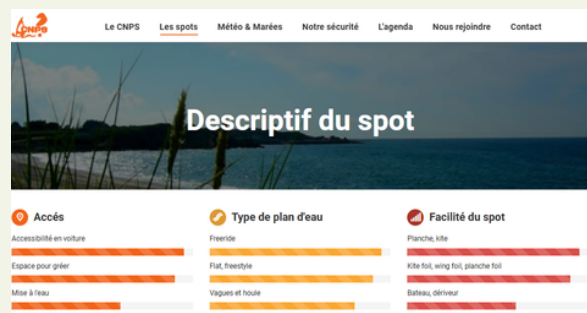 CNPS
Le CNPS Les spots Météo & Marées Notre sécurité L'agenda Nous rejoindre Contact
Descriptif du spot
Accés
Accessibilité en voiture
Espace pour gréer
Mise à l'eau
Type de plan d'eau
Freeride
Flat, freestyle
Vagues et houle
Facilité du spot
Planche, kite
Kite foil, wing foil, planche foil
Bateau, dériveur